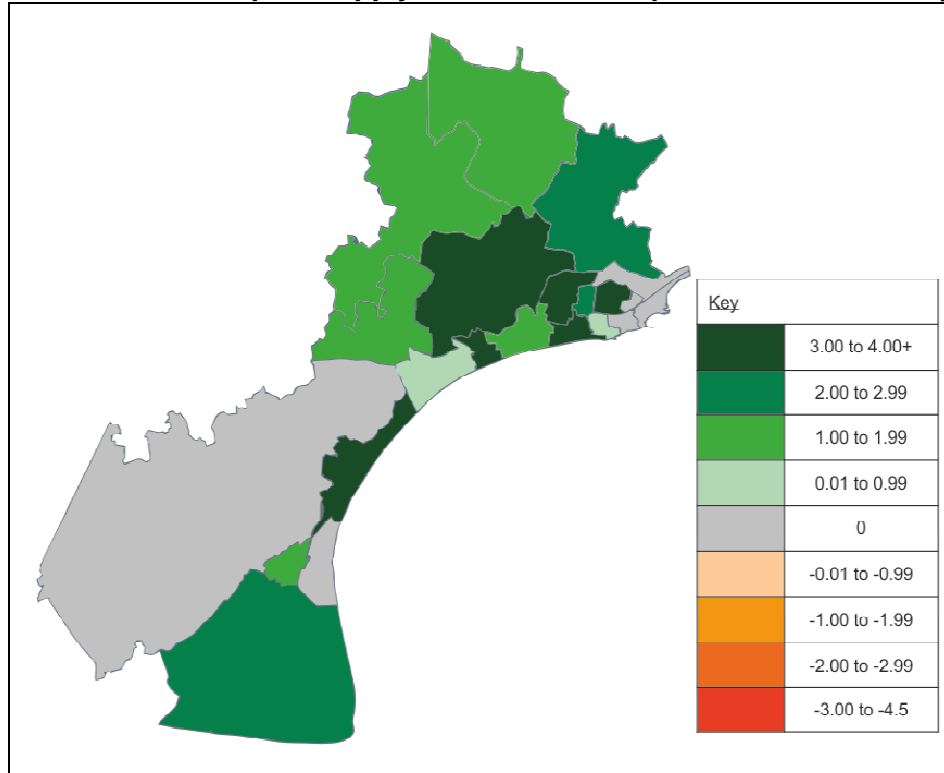 Key
3.00 to 4.00+
2.00 to 2.99
1.00 to 1.99
0.01 to 0.99
0
-0.01 to -0.99
-1.00 to -1.99
-2.00 to -2.99
-3.00 to -4.5